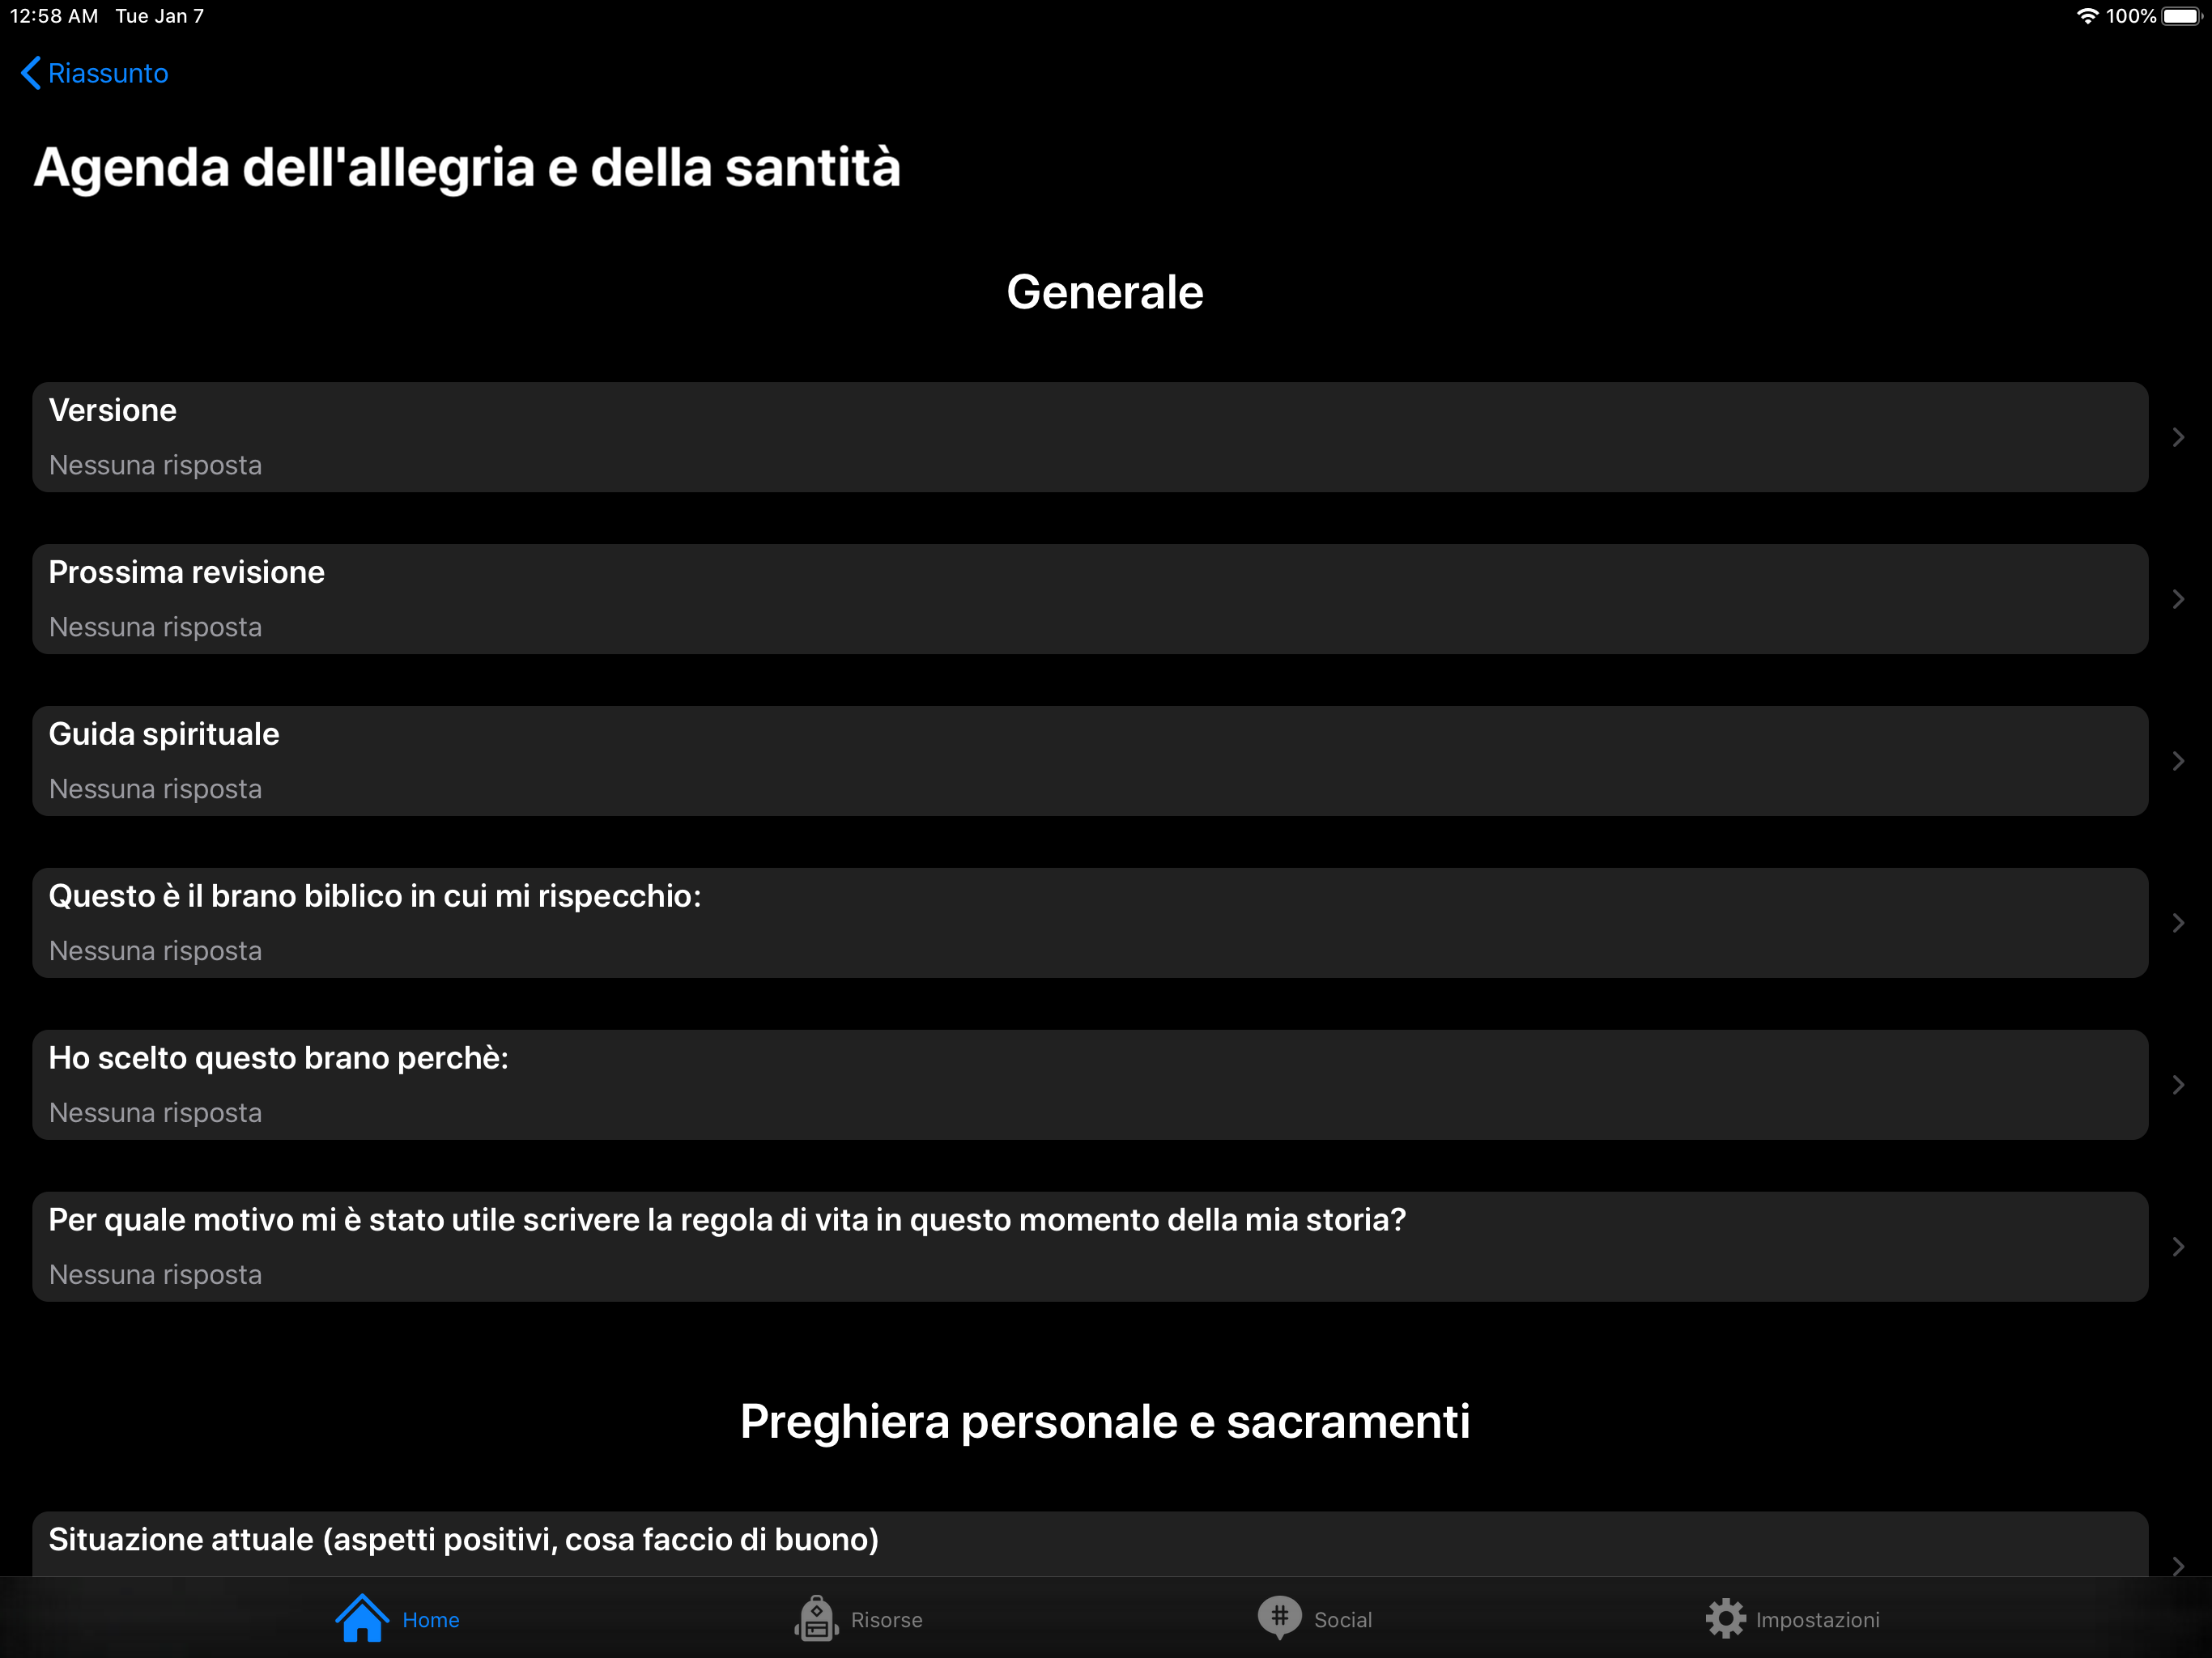 12:58 AM Tue Jan 7
100%
Riassunto
Agenda dell'allegria e della santità
Generale
Versione
Nessuna risposta
Prossima revisione
Nessuna risposta
Guida spirituale
Nessuna risposta
Questo è il brano biblico in cui mi rispecchio:
Nessuna risposta
Ho scelto questo brano perchè:
Nessuna risposta
Per quale motivo mi è stato utile scrivere la regola di vita in questo momento della mia storia?
Nessuna risposta
Preghiera personale e sacramenti
Situazione attuale (aspetti positivi, cosa faccio di buono)
Home Risorse # Social Impostazioni